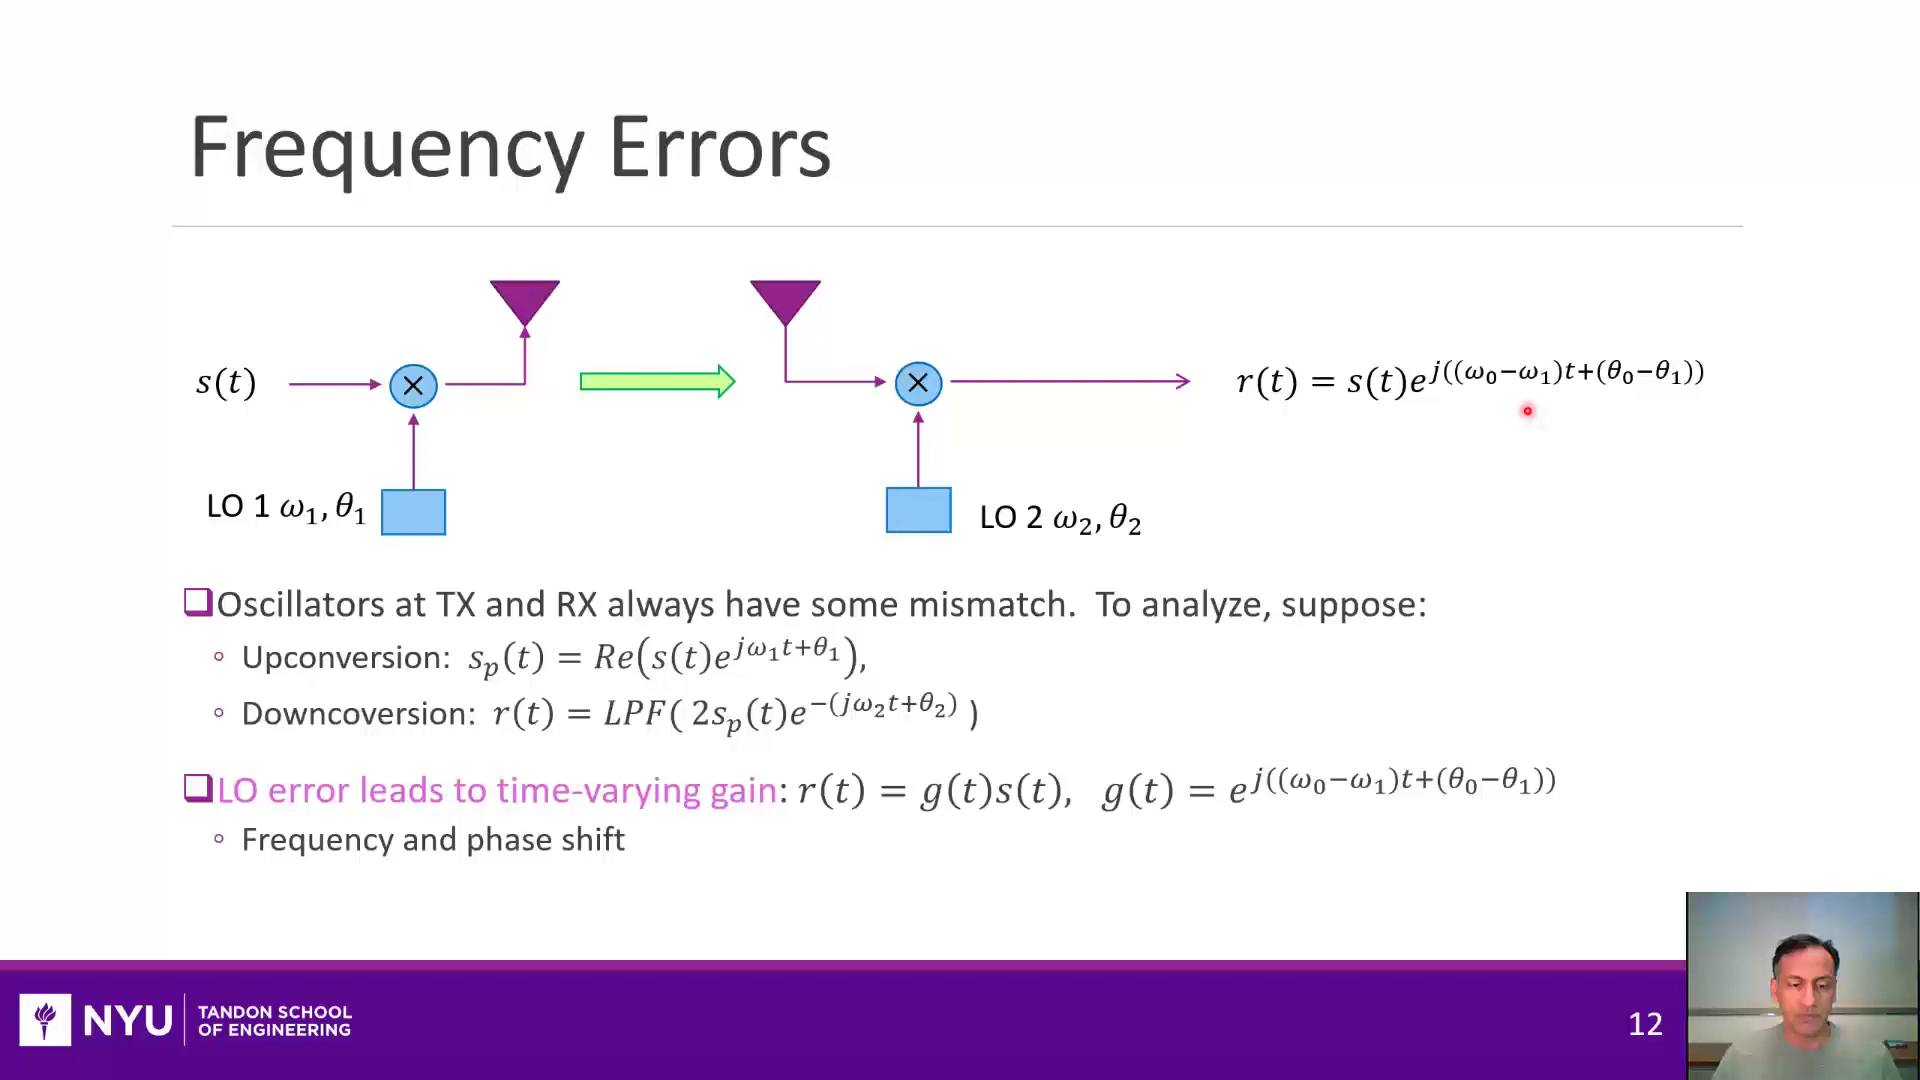 Frequency Errors
s(t)
r(t) = s(t)e^{j((ω₀−ω₁)t+(θ₀−θ₁))}
LO 1 ω₁, θ₁
LO 2 ω₂, θ₂
Oscillators at TX and RX always have some mismatch. To analyze, suppose:
Upconversion: sₚ(t) = Re(s(t)e^{jω₁t+θ₁}),
Downcoversion: r(t) = LPF( 2sₚ(t)e^{−(jω₂t+θ₂)} )
LO error leads to time-varying gain: r(t) = g(t)s(t), g(t) = e^{j((ω₀−ω₁)t+(θ₀−θ₁))}
Frequency and phase shift
NYU
TANDON SCHOOL
OF ENGINEERING
12